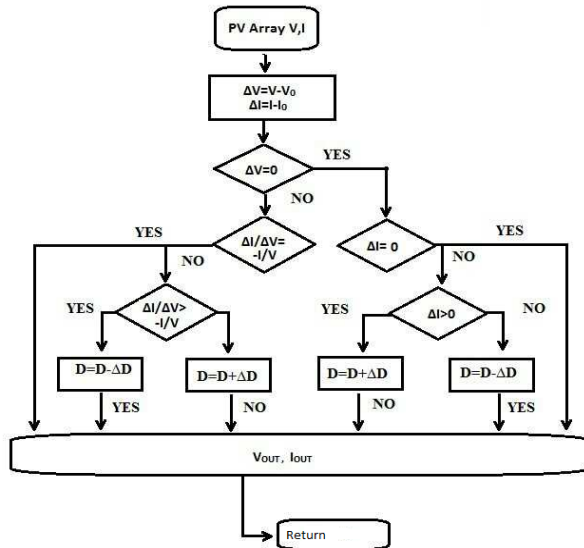 PV Array V,I
ΔV=V-V₀
ΔI=I-I₀
YES
ΔV=0
NO
YES
ΔI/ΔV=
-I/V
ΔI= 0
YES
NO
NO
YES
ΔI/ΔV>
-I/V
YES
ΔI>0
NO
D=D-ΔD
D=D+ΔD
D=D+ΔD
D=D-ΔD
YES
NO
NO
YES
VOUT, IOUT
Return